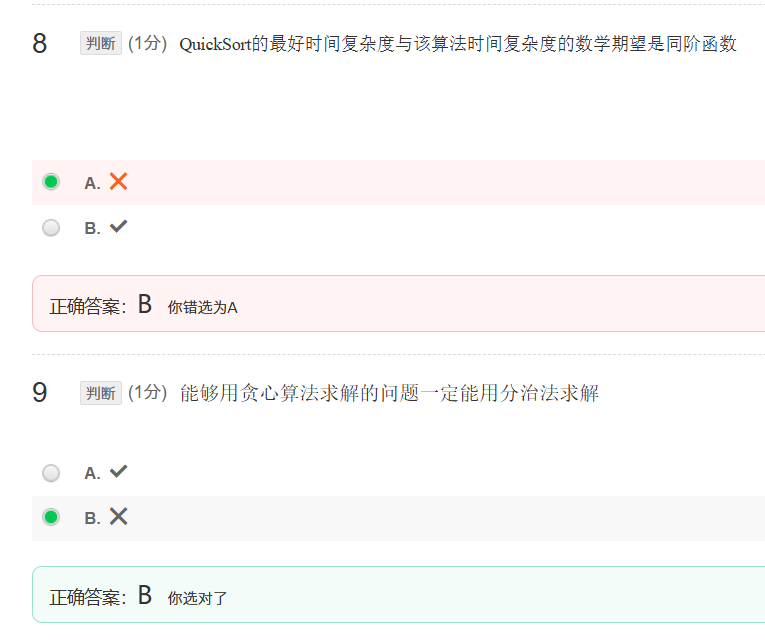 8 判断 (1分) QuickSort的最好时间复杂度与该算法时间复杂度的数学期望是同阶函数
A. ✕
B. ✓
正确答案：B 你错选为A
9 判断 (1分) 能够用贪心算法求解的问题一定能用分治法求解
A. ✓
B. ✕
正确答案：B 你选对了